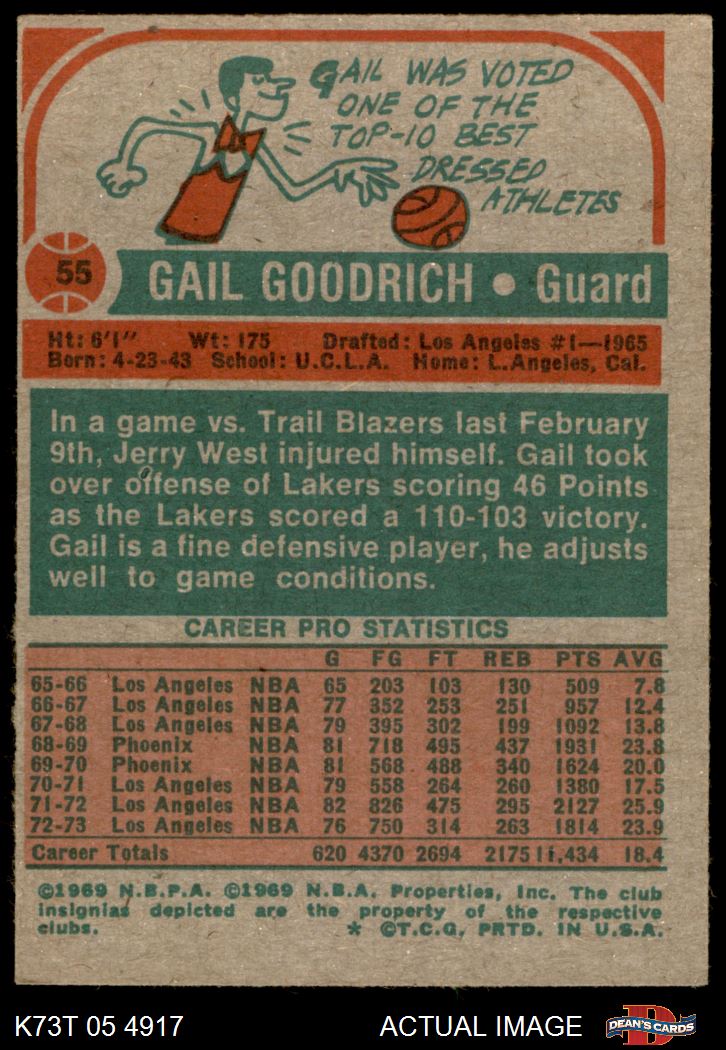 GAIL WAS VOTED
ONE OF THE
TOP-10 BEST
DRESSED
ATHLETES
55
GAIL GOODRICH • Guard
Ht: 6'1" Wt: 175 Drafted: Los Angeles #1—1965
Born: 4-23-43 School: U.C.L.A. Home: L.Angeles, Cal.
In a game vs. Trail Blazers last February
9th, Jerry West injured himself. Gail took
over offense of Lakers scoring 46 Points
as the Lakers scored a 110-103 victory.
Gail is a fine defensive player, he adjusts
well to game conditions.
CAREER PRO STATISTICS
G FG FT REB PTS AVG
65-66 Los Angeles NBA 65 203 103 130 509 7.8
66-67 Los Angeles NBA 77 352 253 251 957 12.4
67-68 Los Angeles NBA 79 395 302 199 1092 13.8
68-69 Phoenix NBA 81 718 495 437 1931 23.8
69-70 Phoenix NBA 81 568 488 340 1624 20.0
70-71 Los Angeles NBA 79 558 264 260 1380 17.5
71-72 Los Angeles NBA 82 826 475 295 2127 25.9
72-73 Los Angeles NBA 76 750 314 263 1814 23.9
Career Totals 620 4370 2694 2175 11,434 18.4
©1969 N.B.P.A. ©1969 N.B.A. Properties, Inc. The club
insignias depicted are the property of the respective
clubs. * ©T.C.G. PRTD. IN U.S.A.
K73T 05 4917 ACTUAL IMAGE DEAN'S CARDS